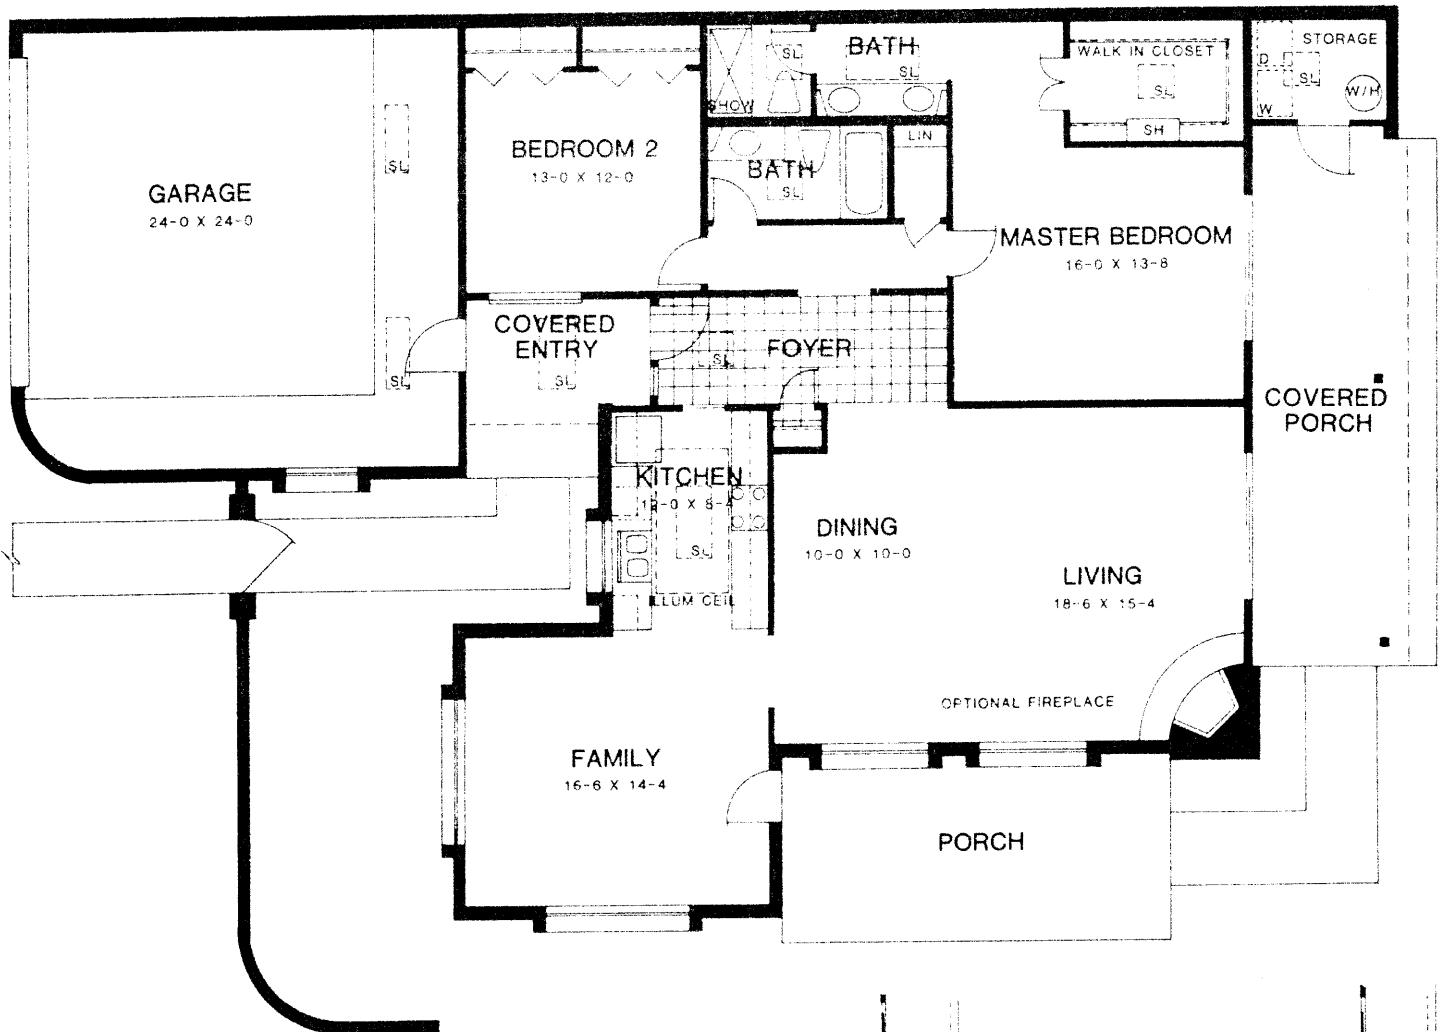 GARAGE
24-0 X 24-0
SL
SL
BEDROOM 2
13-0 X 12-0
SHOW
SL
BATH
SL
BATH
SL
LIN
WALK IN CLOSET
SL
SH
STORAGE
D
SL
W
W/H
MASTER BEDROOM
16-0 X 13-8
COVERED
ENTRY
SL
SL
FOYER
COVERED
PORCH
KITCHEN
SL
ILLUM CEIL
DINING
10-0 X 10-0
LIVING
18-6 X 15-4
OPTIONAL FIREPLACE
FAMILY
16-6 X 14-4
PORCH